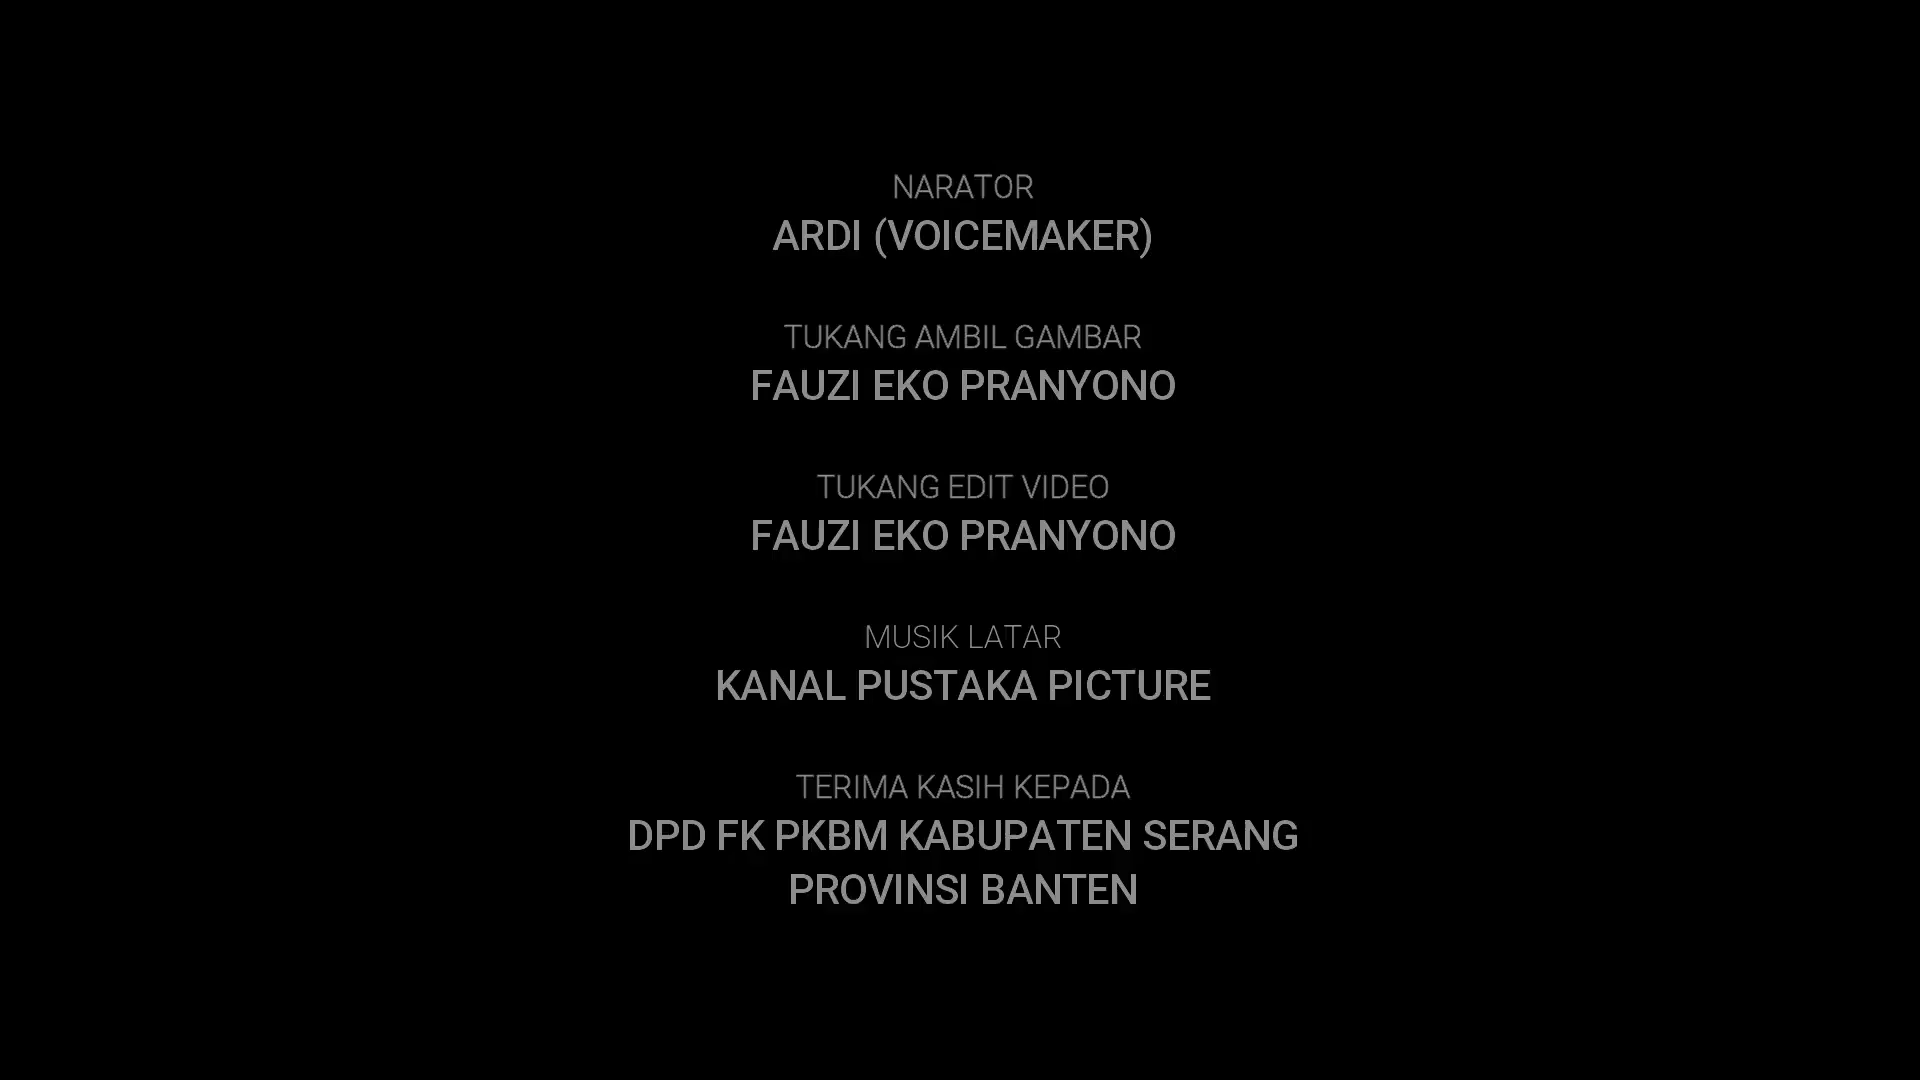 NARATOR
ARDI (VOICEMAKER)
TUKANG AMBIL GAMBAR
FAUZI EKO PRANYONO
TUKANG EDIT VIDEO
FAUZI EKO PRANYONO
MUSIK LATAR
KANAL PUSTAKA PICTURE
TERIMA KASIH KEPADA
DPD FK PKBM KABUPATEN SERANG
PROVINSI BANTEN